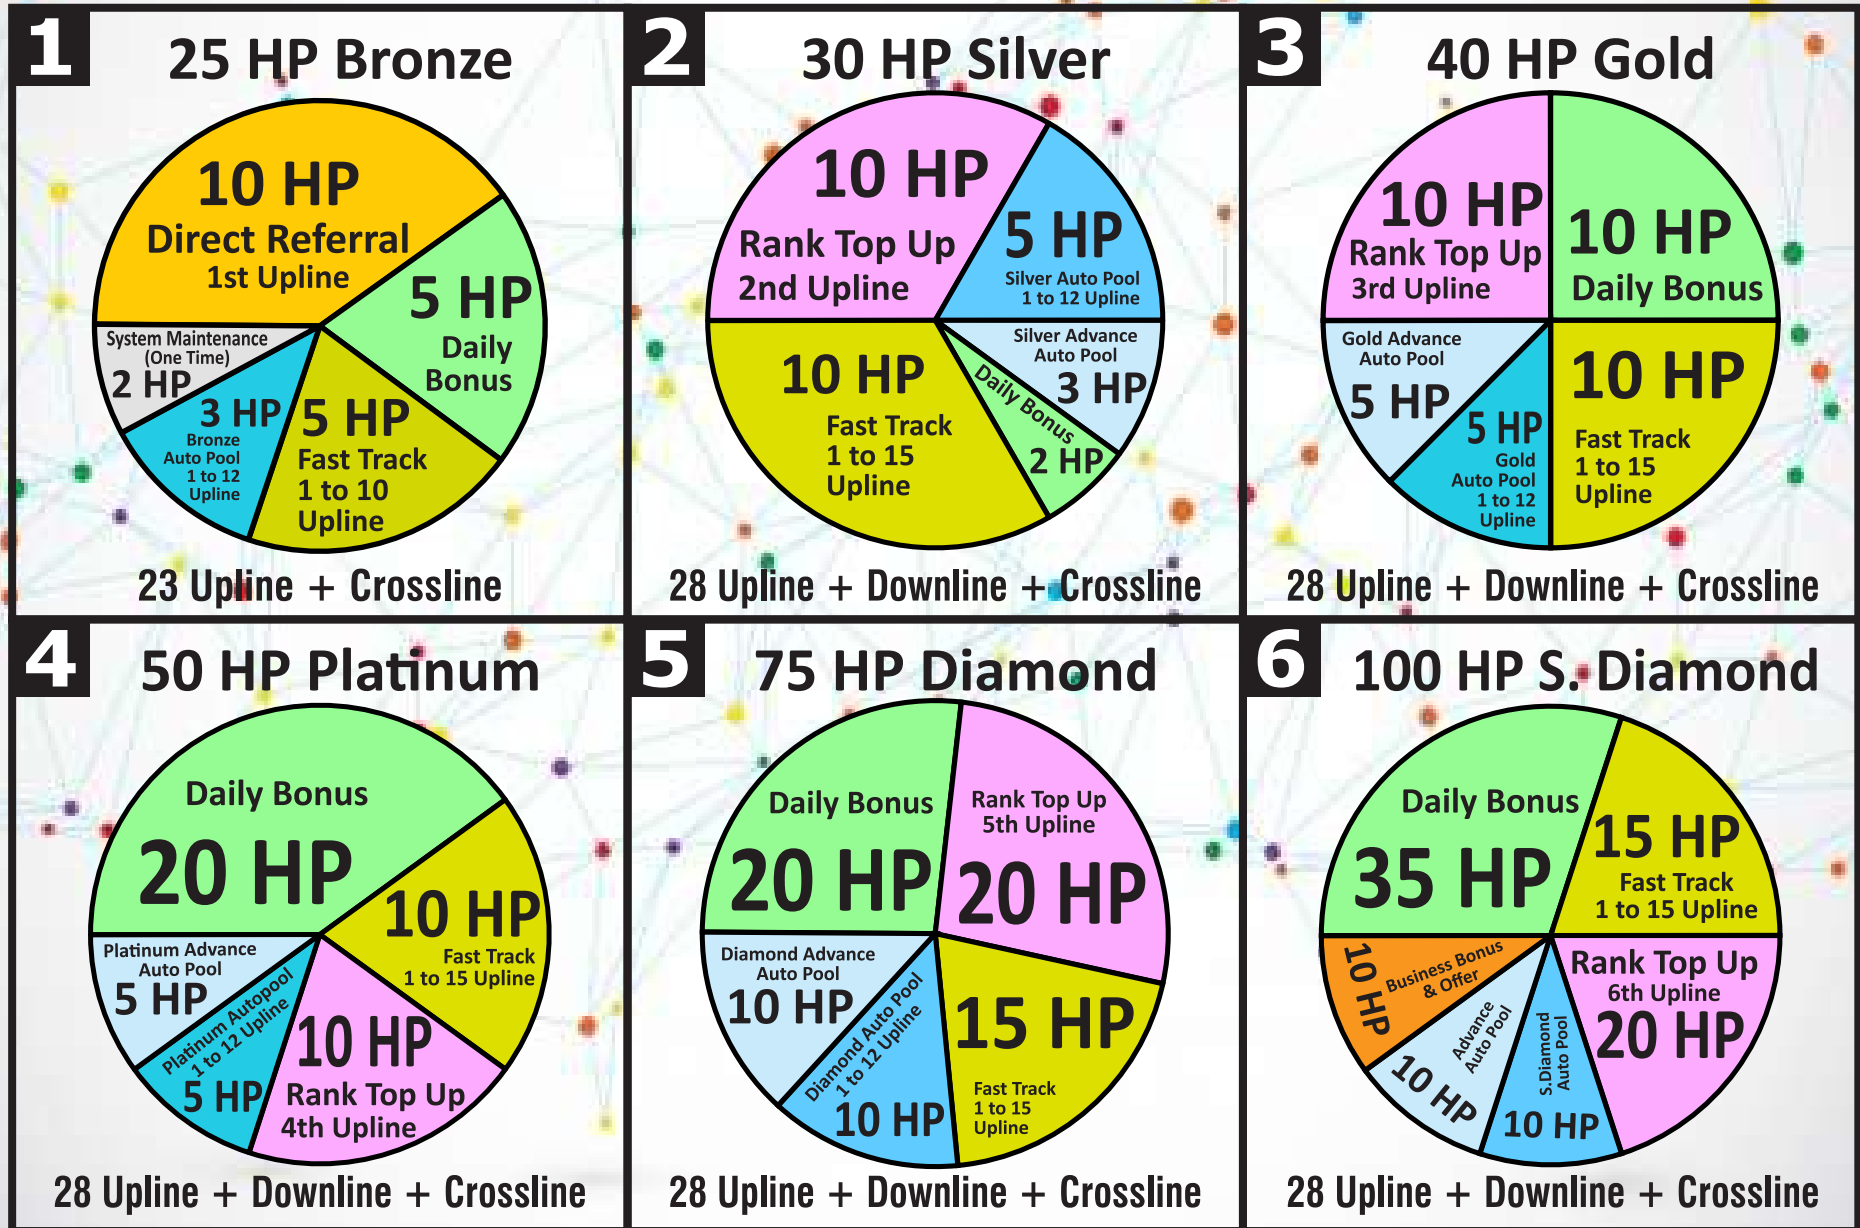 1
25 HP Bronze
10 HP
Direct Referral
1st Upline
5 HP
Daily
Bonus
System Maintenance
(One Time)
2 HP
3 HP
Bronze
Auto Pool
1 to 12
Upline
5 HP
Fast Track
1 to 10
Upline
23 Upline + Crossline
2
30 HP Silver
10 HP
Rank Top Up
2nd Upline
5 HP
Silver Auto Pool
1 to 12 Upline
Silver Advance
Auto Pool
3 HP
Daily Bonus
2 HP
10 HP
Fast Track
1 to 15
Upline
28 Upline + Downline + Crossline
3
40 HP Gold
10 HP
Rank Top Up
3rd Upline
10 HP
Daily Bonus
Gold Advance
Auto Pool
5 HP
5 HP
Gold
Auto Pool
1 to 12
Upline
10 HP
Fast Track
1 to 15
Upline
28 Upline + Downline + Crossline
4
50 HP Platinum
Daily Bonus
20 HP
10 HP
Fast Track
1 to 15 Upline
Platinum Advance
Auto Pool
5 HP
Platinum Autopool
1 to 12 Upline
5 HP
10 HP
Rank Top Up
4th Upline
28 Upline + Downline + Crossline
5
75 HP Diamond
Daily Bonus
20 HP
Rank Top Up
5th Upline
20 HP
Diamond Advance
Auto Pool
10 HP
Diamond Auto Pool
1 to 12 Upline
10 HP
15 HP
Fast Track
1 to 15
Upline
28 Upline + Downline + Crossline
6
100 HP S. Diamond
Daily Bonus
35 HP
15 HP
Fast Track
1 to 15 Upline
10 HP
Business Bonus
& Offer
Advance
Auto Pool
10 HP
S.Diamond
Auto Pool
10 HP
Rank Top Up
6th Upline
20 HP
28 Upline + Downline + Crossline